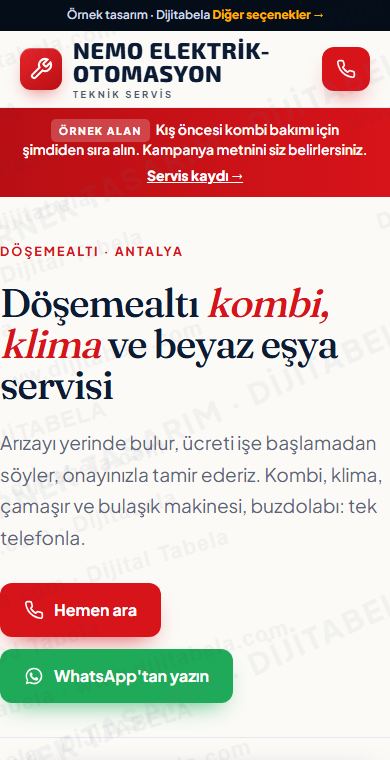 Örnek tasarım · Dijitabela Diğer seçenekler →
NEMO ELEKTRİK-
OTOMASYON
TEKNİK SERVİS
ÖRNEK ALAN Kış öncesi kombi bakımı için
şimdiden sıra alın. Kampanya metnini siz belirlersiniz.
Servis kaydı →
DÖŞEMEALTI · ANTALYA
Döşemealtı kombi,
klima ve beyaz eşya
servisi
Arızayı yerinde bulur, ücreti işe başlamadan
söyler, onayınızla tamir ederiz. Kombi, klima,
çamaşır ve bulaşık makinesi, buzdolabı: tek
telefonla.
Hemen ara
WhatsApp'tan yazın